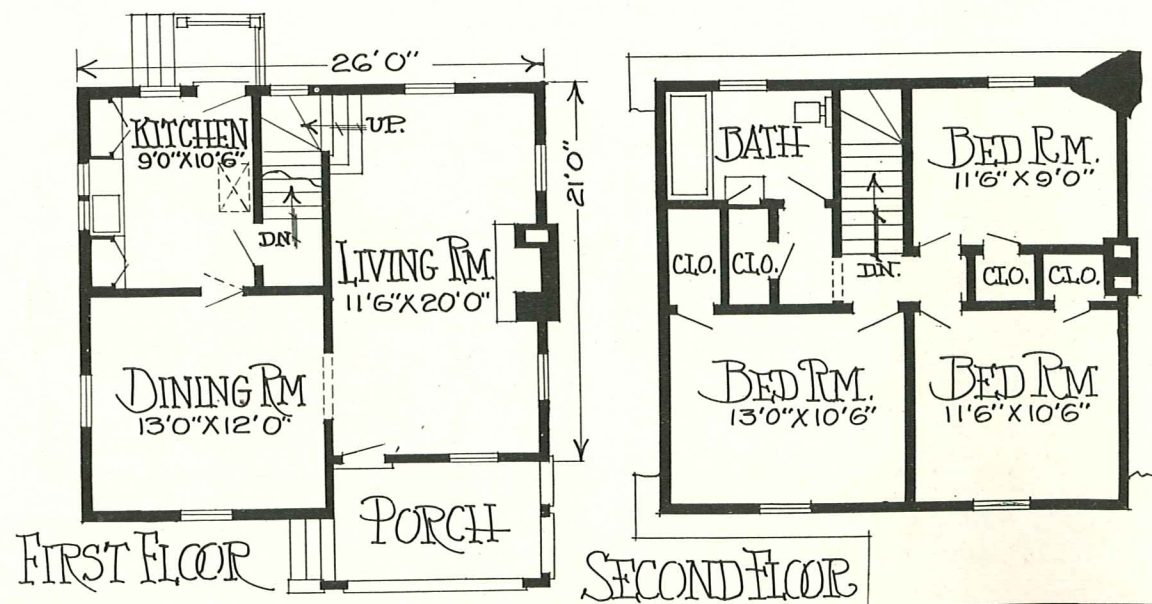 26'0"
KITCHEN
9'0"X10'6"
UP.
21'0"
DN.
LIVING RM.
11'6"X20'0"
DINING RM
13'0"X12'0"
PORCH
FIRST FLOOR
BATH
BED RM.
11'6"X9'0"
CLO.
CLO.
DN.
CLO.
CLO.
BED RM.
13'0"X10'6"
BED RM
11'6"X10'6"
SECOND FLOOR